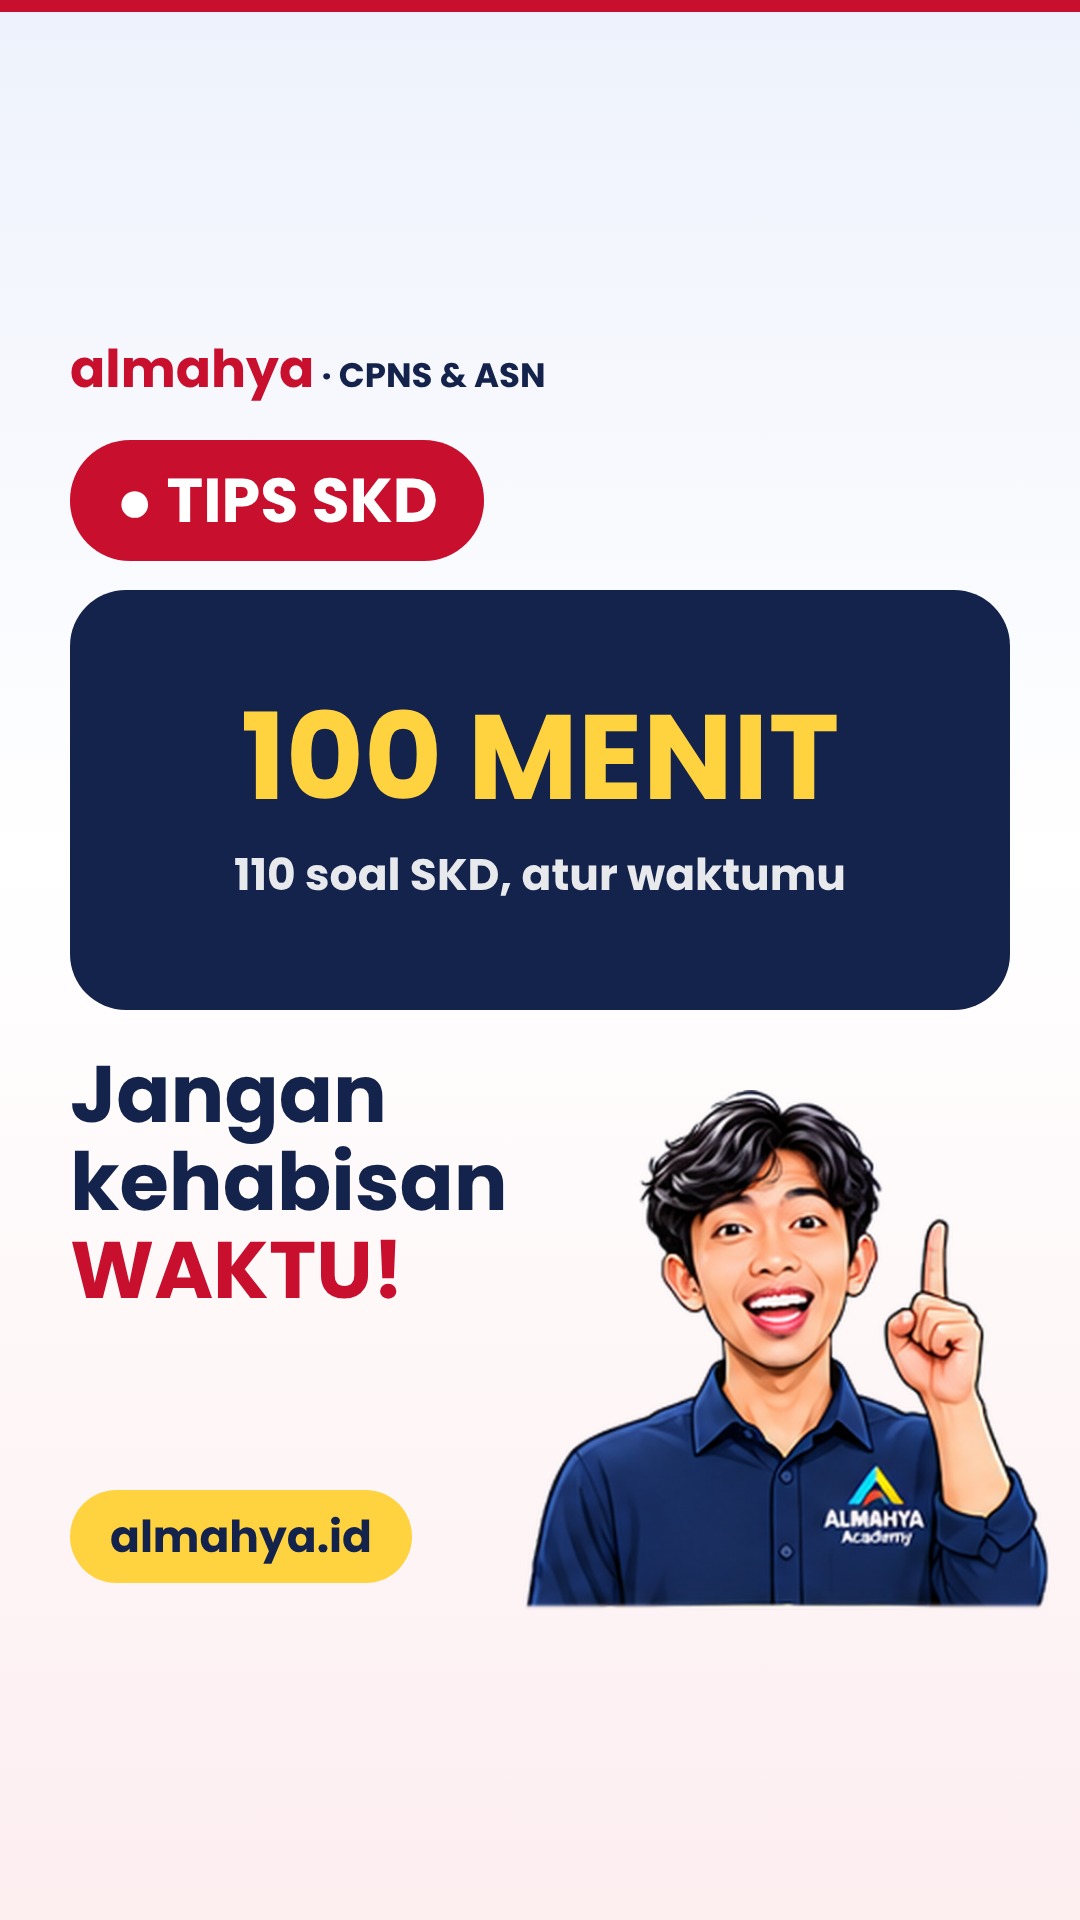 almahya · CPNS & ASN
● TIPS SKD
100 MENIT
110 soal SKD, atur waktumu
Jangan
kehabisan
WAKTU!
ALMAHYA
Academy
almahya.id